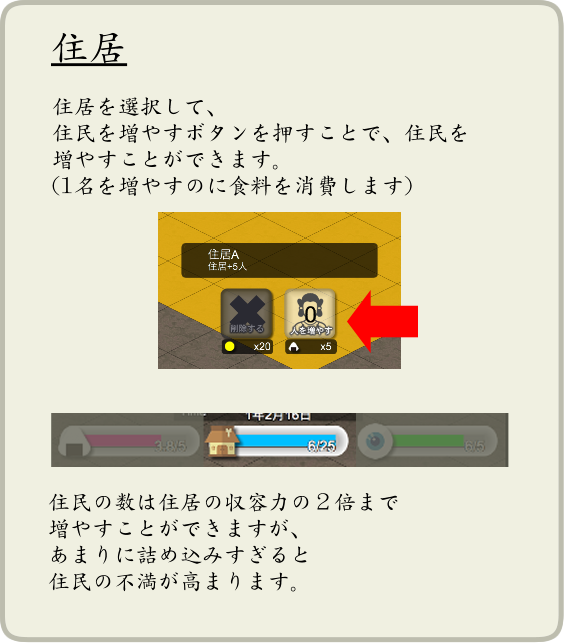 住居
住居を選択して、
住民を増やすボタンを押すことで、住民を
増やすことができます。
(1名を増やすのに食料を消費します)
住居A
住居+5人
0
削除する
人を増やす
x20
x5
1年2月16日
3.8/5
6/25
6/5
住民の数は住居の収容力の２倍まで
増やすことができますが、
あまりに詰め込みすぎると
住民の不満が高まります。